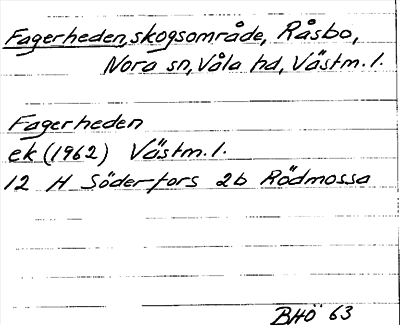 Fagerheden, skogsområde, Råsbo,
Nora sn, Våla hd, Västm. l.
Fagerheden
ek (1962) Västm. l.
12 H Söderfors 2b Rödmossa
BHÖ 63